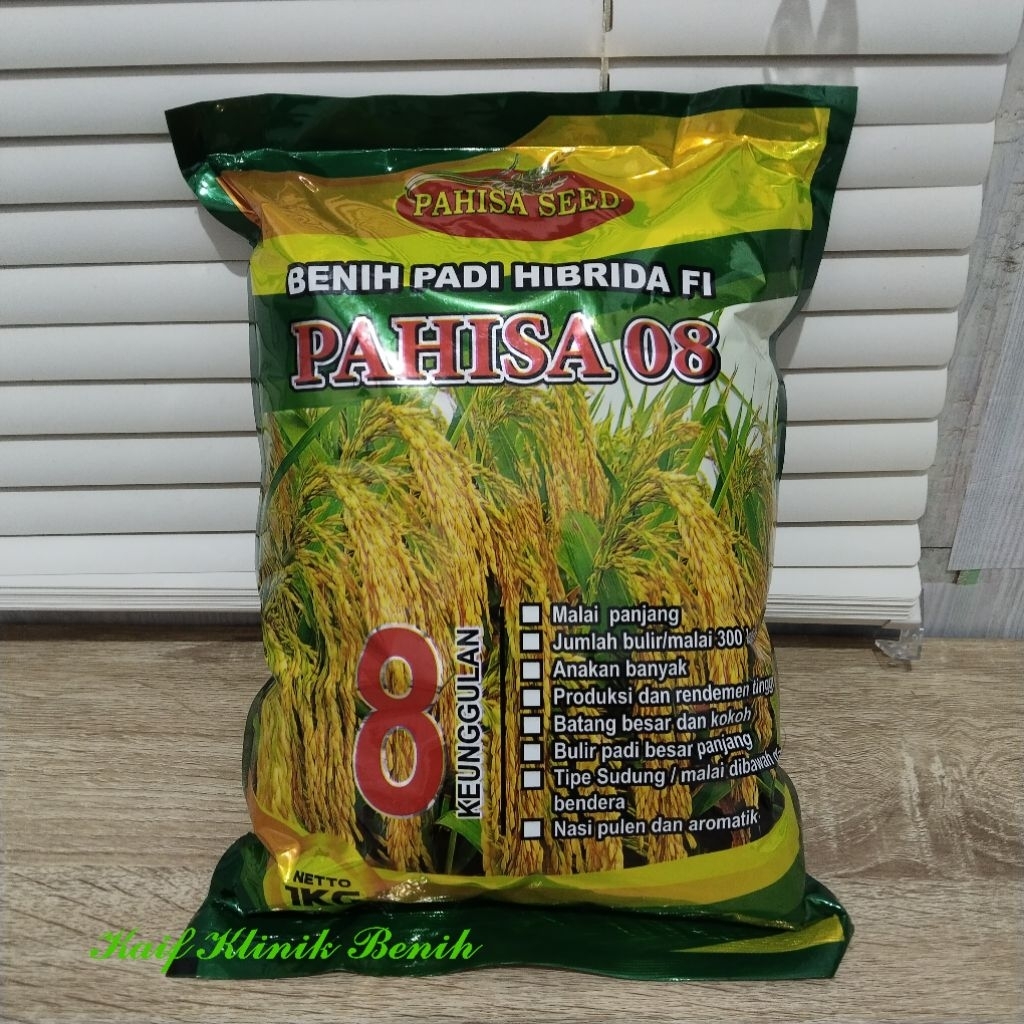 PAHISA SEED
BENIH PADI HIBRIDA F1
PAHISA 08
8
KEUNGGULAN
Malai panjang
Jumlah bulir/malai 300
Anakan banyak
Produksi dan rendemen tinggi
Batang besar dan kokoh
Bulir padi besar panjang
Tipe Sudung / malai dibawah
bendera
Nasi pulen dan aromatik
NETTO
1KG
Kaif Klinik Benih